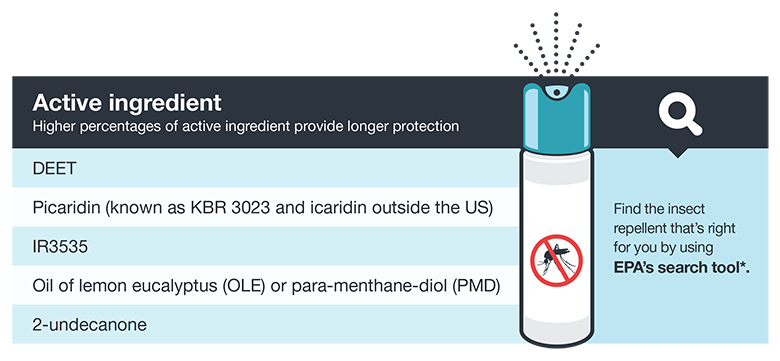 Active ingredient
Higher percentages of active ingredient provide longer protection
DEET
Picaridin (known as KBR 3023 and icaridin outside the US)
IR3535
Oil of lemon eucalyptus (OLE) or para-menthane-diol (PMD)
2-undecanone
Find the insect
repellent that’s right
for you by using
EPA’s search tool*.